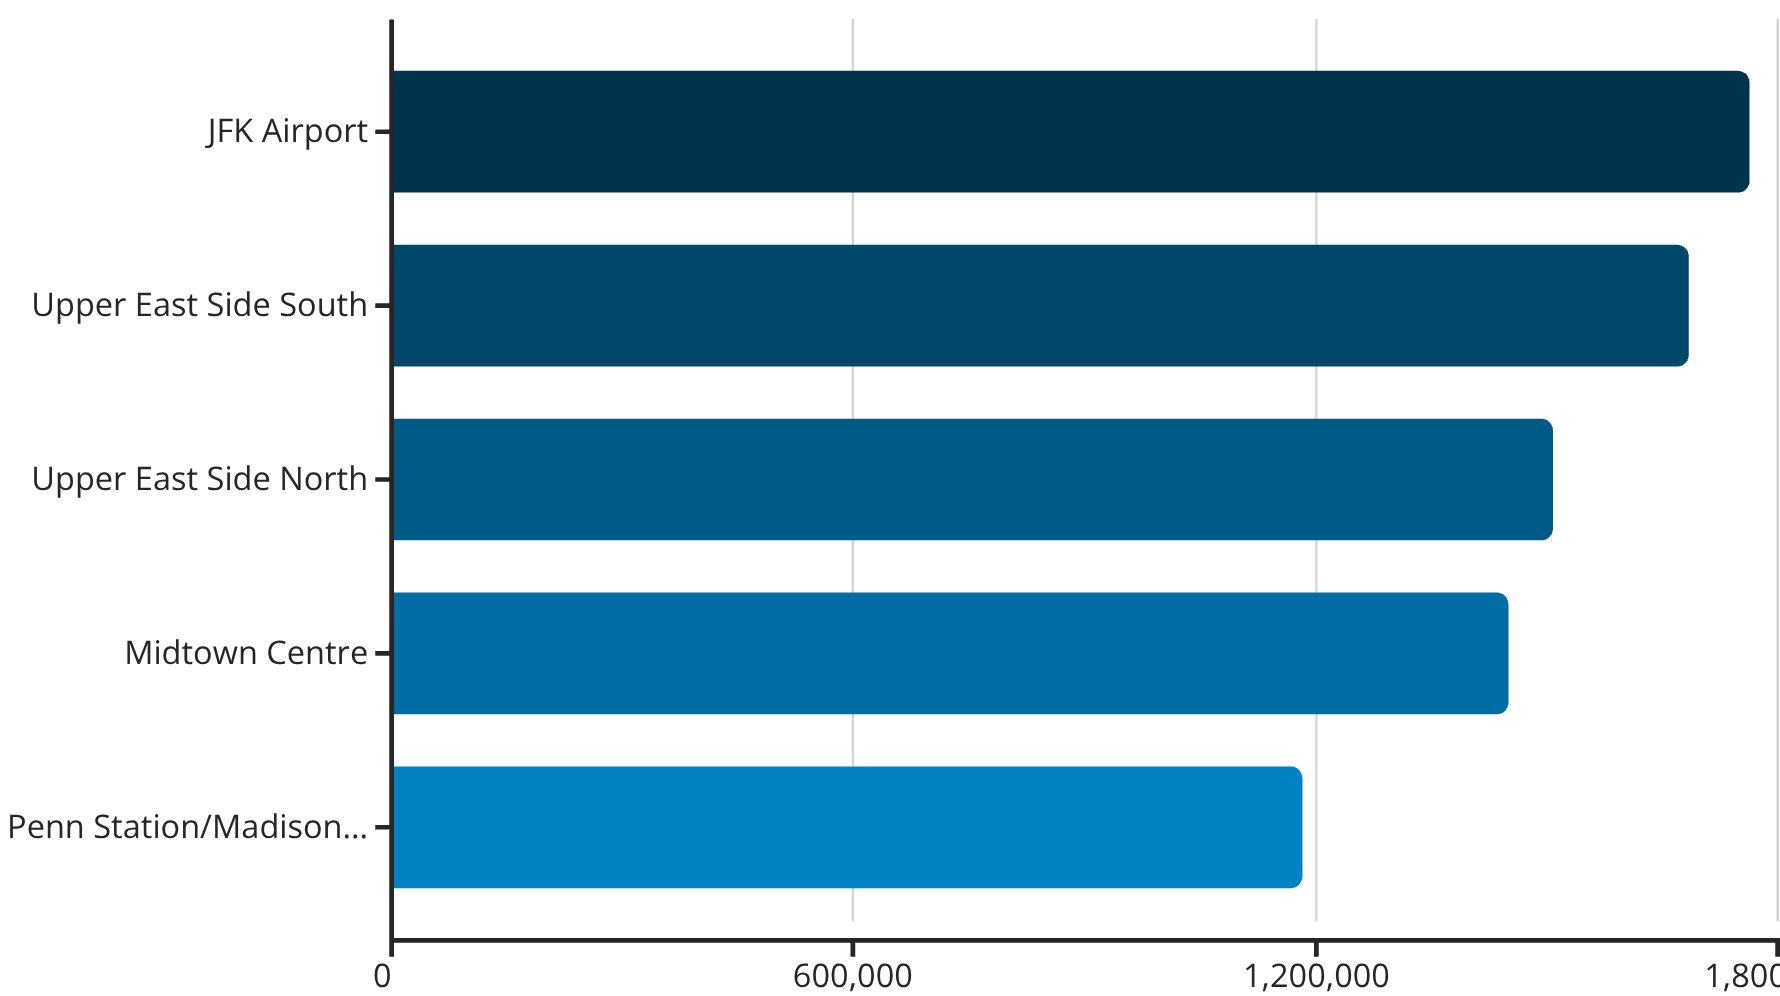 JFK Airport
Upper East Side South
Upper East Side North
Midtown Centre
Penn Station/Madison...
0 600,000 1,200,000 1,800